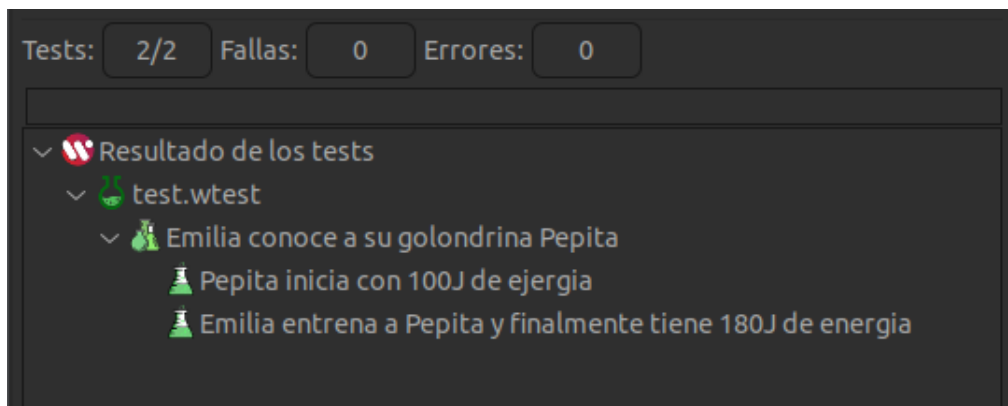 Tests: 2/2 Fallas: 0 Errores: 0
Resultado de los tests
test.wtest
Emilia conoce a su golondrina Pepita
Pepita inicia con 100J de ejergia
Emilia entrena a Pepita y finalmente tiene 180J de energia